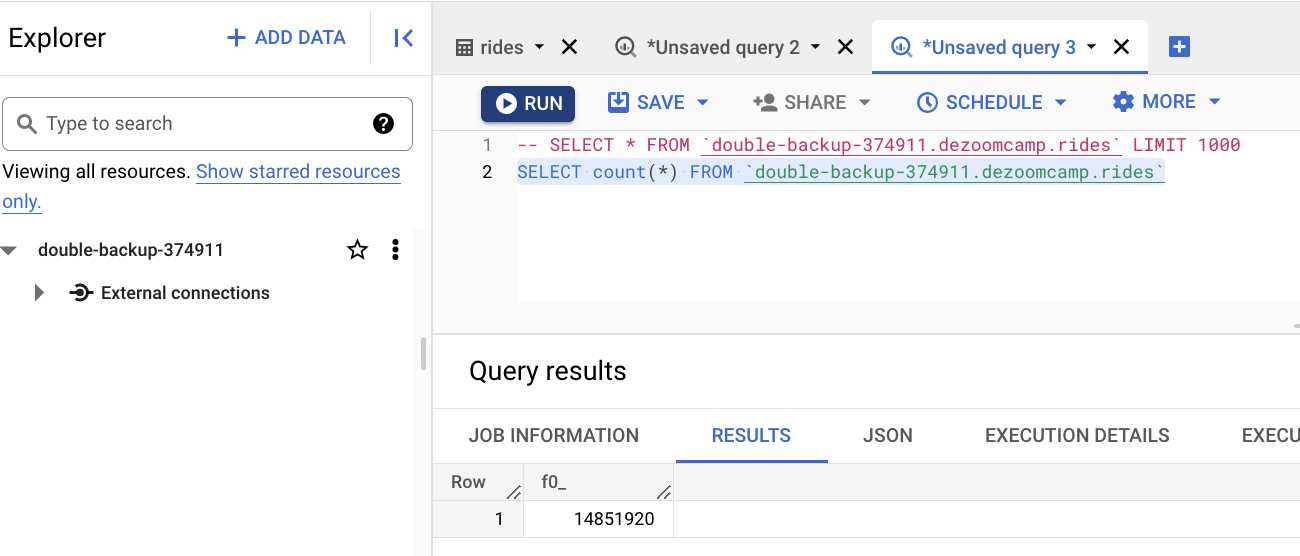 Explorer
+ ADD DATA
Type to search
Viewing all resources. Show starred resources
only.
double-backup-374911
External connections
rides
*Unsaved query 2
*Unsaved query 3
RUN
SAVE
SHARE
SCHEDULE
MORE
1 -- SELECT * FROM `double-backup-374911.dezoomcamp.rides` LIMIT 1000
2 SELECT count(*) FROM `double-backup-374911.dezoomcamp.rides`
Query results
JOB INFORMATION
RESULTS
JSON
EXECUTION DETAILS
EXECU
Row f0_
1 14851920